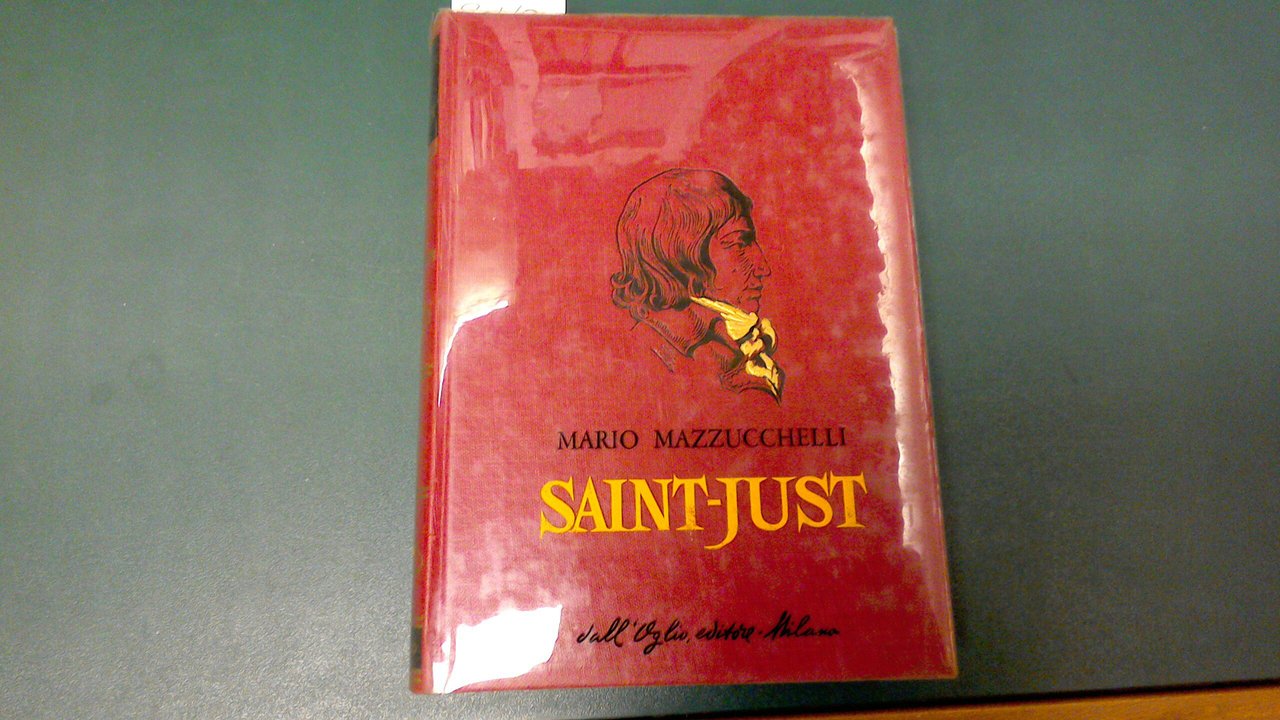 MARIO MAZZUCCHELLI
SAINT-JUST
dall'Oglio, editore - Milano